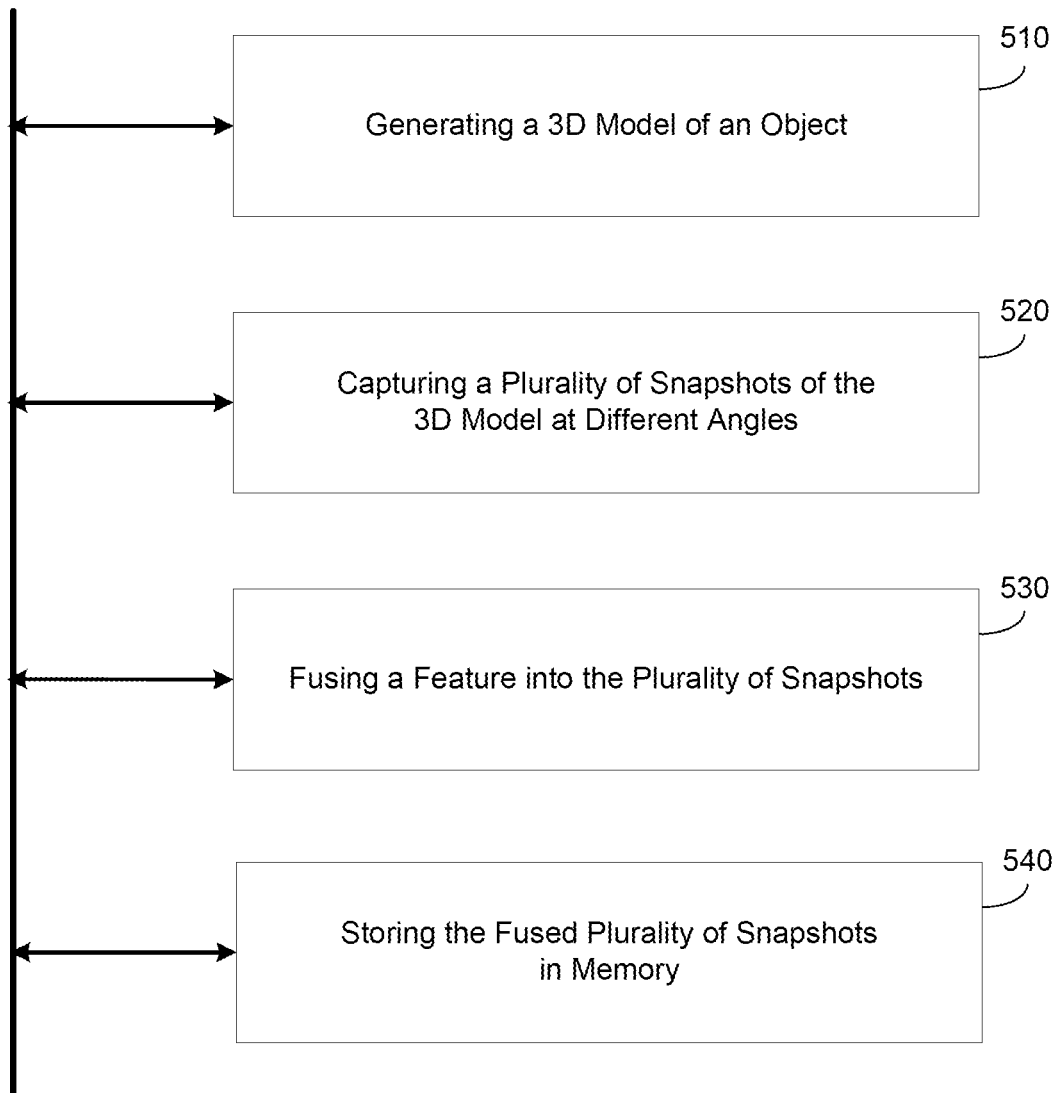 510
Generating a 3D Model of an Object
520
Capturing a Plurality of Snapshots of the
3D Model at Different Angles
530
Fusing a Feature into the Plurality of Snapshots
540
Storing the Fused Plurality of Snapshots
in Memory